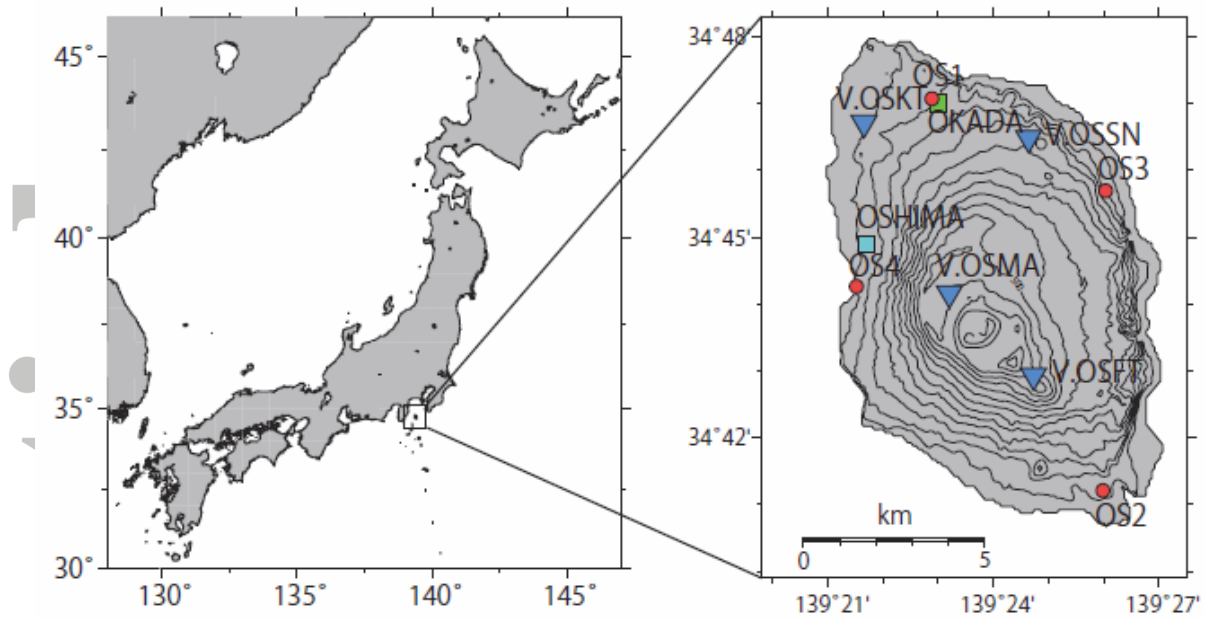 45°
40°
35°
30°
130°
135°
140°
145°
34°48'
34°45'
34°42'
139°21'
139°24'
139°27'
OS1
V.OSKT
OKADA
V.OSSN
OS3
OSHIMA
OS4
V.OSMA
V.OSFT
OS2
km
0
5